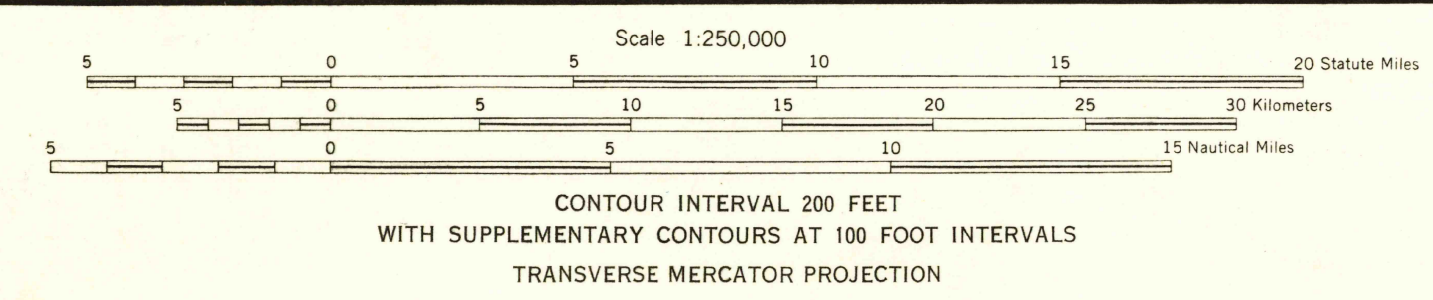 Scale 1:250,000
5 0 5 10 15 20 Statute Miles
5 0 5 10 15 20 25 30 Kilometers
5 0 5 10 15 Nautical Miles
CONTOUR INTERVAL 200 FEET
WITH SUPPLEMENTARY CONTOURS AT 100 FOOT INTERVALS
TRANSVERSE MERCATOR PROJECTION